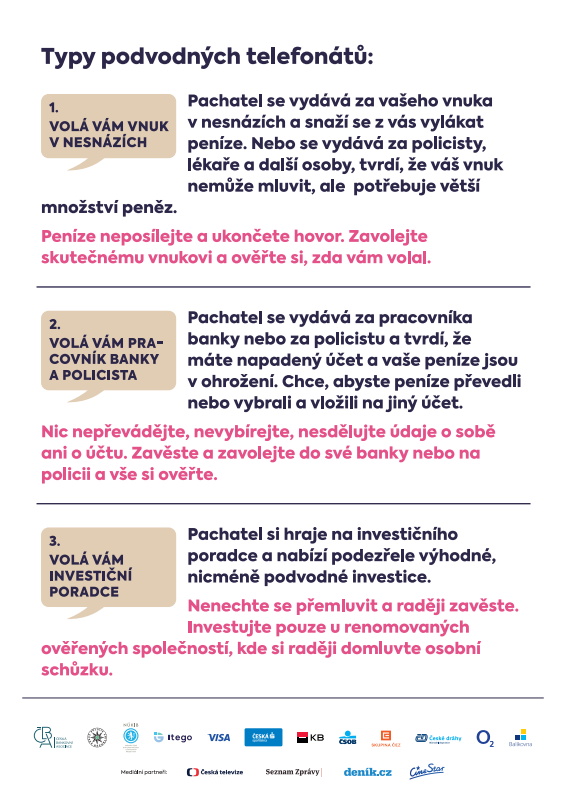 Typy podvodných telefonátů:
1.
VOLÁ VÁM VNUK
V NESNÁZÍCH
Pachatel se vydává za vašeho vnuka
v nesnázích a snaží se z vás vylákat
peníze. Nebo se vydává za policisty,
lékaře a další osoby, tvrdí, že váš vnuk
nemůže mluvit, ale potřebuje větší
množství peněz.
Peníze neposílejte a ukončete hovor. Zavolejte
skutečnému vnukovi a ověřte si, zda vám volal.
2.
VOLÁ VÁM PRA-
COVNÍK BANKY
A POLICISTA
Pachatel se vydává za pracovníka
banky nebo za policistu a tvrdí, že
máte napadený účet a vaše peníze jsou
v ohrožení. Chce, abyste peníze převedli
nebo vybrali a vložili na jiný účet.
Nic nepřevádějte, nevybírejte, nesdělujte údaje o sobě
ani o účtu. Zavěste a zavolejte do své banky nebo na
policii a vše si ověřte.
3.
VOLÁ VÁM
INVESTIČNÍ
PORADCE
Pachatel si hraje na investičního
poradce a nabízí podezřele výhodné,
nicméně podvodné investice.
Nenechte se přemluvit a raději zavěste.
Investujte pouze u renomovaných
ověřených společností, kde si raději domluvte osobní
schůzku.
ČBA ČESKÁ BANKOVNÍ ASOCIACE
NÚKIB
itego
VISA
ČESKÁ
KB
ČSOB
SKUPINA ČEZ
České dráhy
O2
Balíkovna
Mediální partneři:
Česká televize
Seznam Zprávy
deník.cz
CineStar